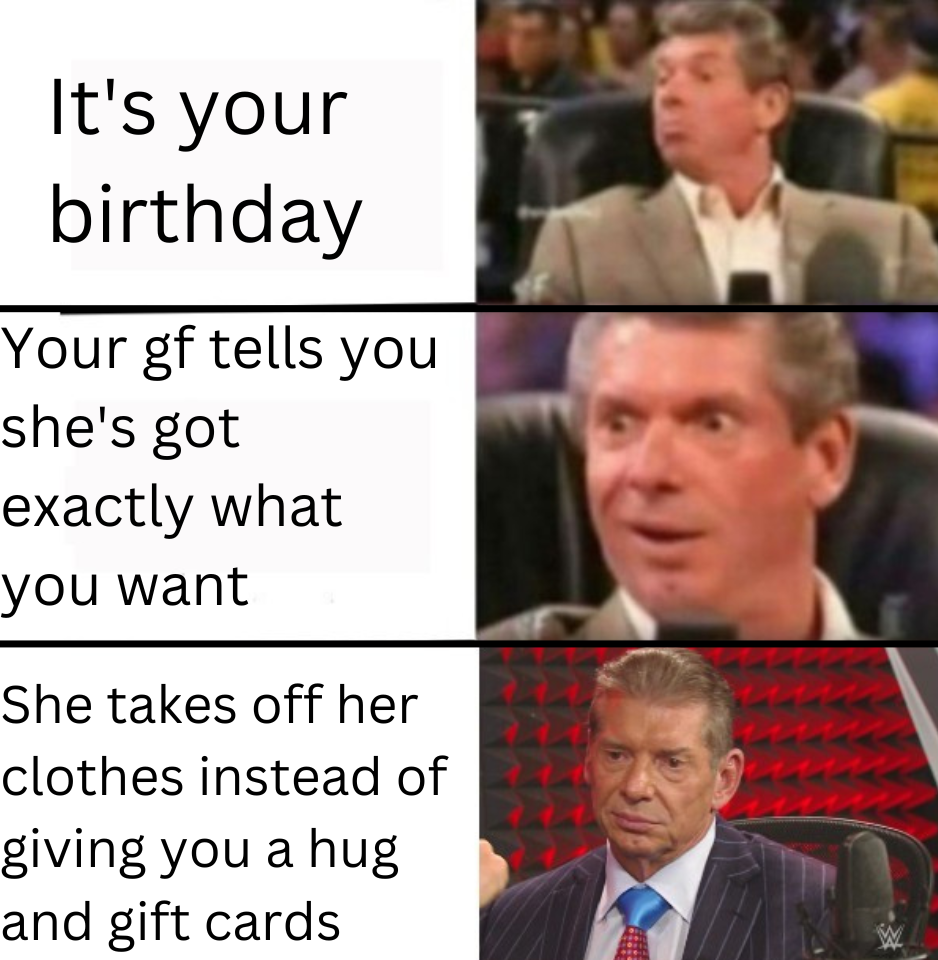 It's your
birthday
Your gf tells you
she's got
exactly what
you want
She takes off her
clothes instead of
giving you a hug
and gift cards